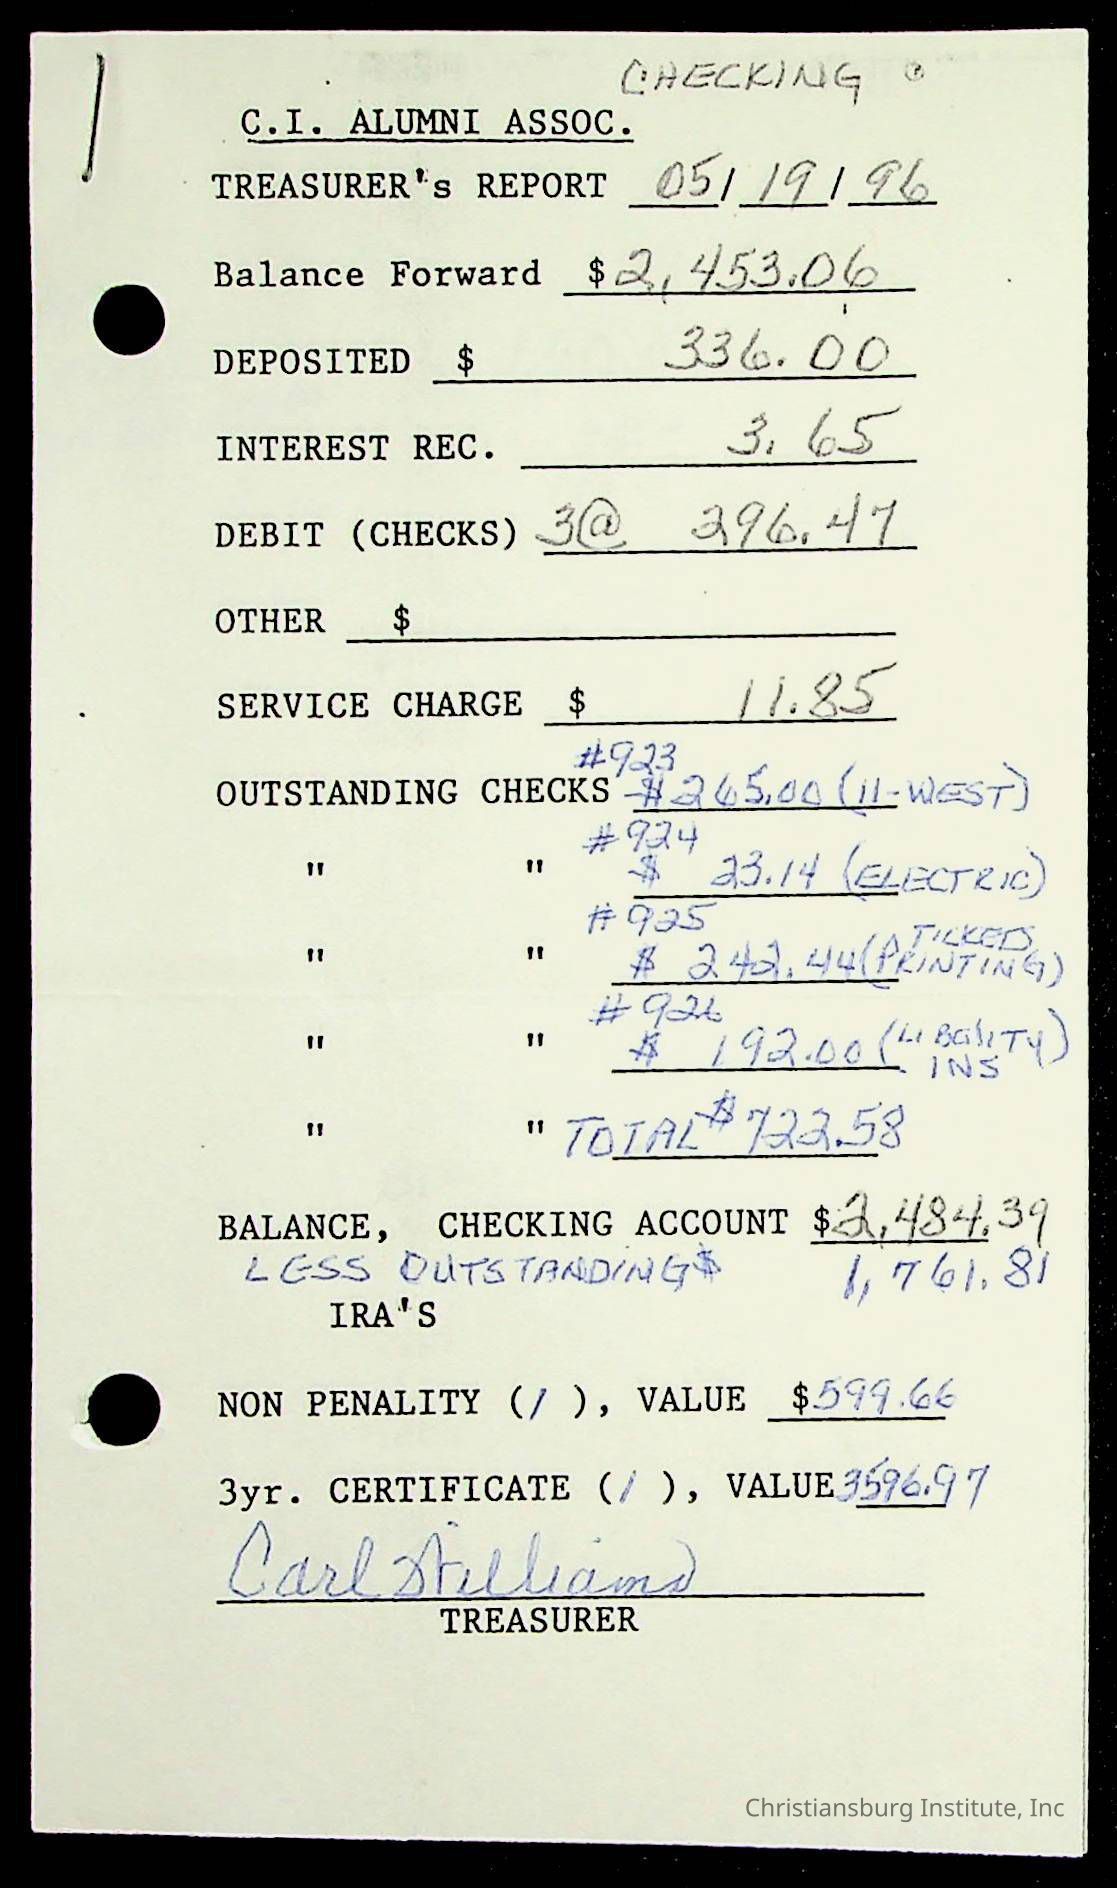 CHECKING
C.I. ALUMNI ASSOC.
TREASURER's REPORT 05/19/96
Balance Forward $2,453.06
DEPOSITED $ 336.00
INTEREST REC. 3.65
DEBIT (CHECKS) 3@ 296.47
OTHER $
SERVICE CHARGE $ 11.85
#923
OUTSTANDING CHECKS $265.00 (11-WEST)
#924
" " $ 23.14 (ELECTRIC)
#925
" " $ 242.44 (TICKETS
PRINTING)
#926
" " $ 192.00 (LIBALITY)
INS
" " TOTAL $722.58
BALANCE, CHECKING ACCOUNT $2,484.39
LESS OUTSTANDING $ 1,761.81
IRA'S
NON PENALITY (/ ), VALUE $599.66
3yr. CERTIFICATE (/ ), VALUE 3596.97
Carl Williams
TREASURER
Christiansburg Institute, Inc